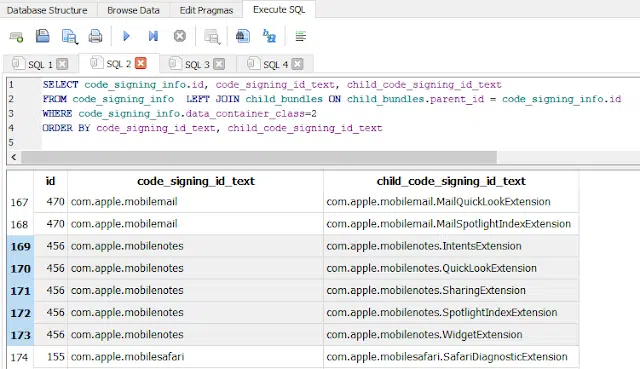 Database Structure Browse Data Edit Pragmas Execute SQL
SQL 1 SQL 2 SQL 3 SQL 4
1 SELECT code_signing_info.id, code_signing_id_text, child_code_signing_id_text
2 FROM code_signing_info LEFT JOIN child_bundles ON child_bundles.parent_id = code_signing_info.id
3 WHERE code_signing_info.data_container_class=2
4 ORDER BY code_signing_id_text, child_code_signing_id_text
5
id code_signing_id_text child_code_signing_id_text
167 470 com.apple.mobilemail com.apple.mobilemail.MailQuickLookExtension
168 470 com.apple.mobilemail com.apple.mobilemail.MailSpotlightIndexExtension
169 456 com.apple.mobilenotes com.apple.mobilenotes.IntentsExtension
170 456 com.apple.mobilenotes com.apple.mobilenotes.QuickLookExtension
171 456 com.apple.mobilenotes com.apple.mobilenotes.SharingExtension
172 456 com.apple.mobilenotes com.apple.mobilenotes.SpotlightIndexExtension
173 456 com.apple.mobilenotes com.apple.mobilenotes.WidgetExtension
174 155 com.apple.mobilesafari com.apple.mobilesafari.SafariDiagnosticExtension